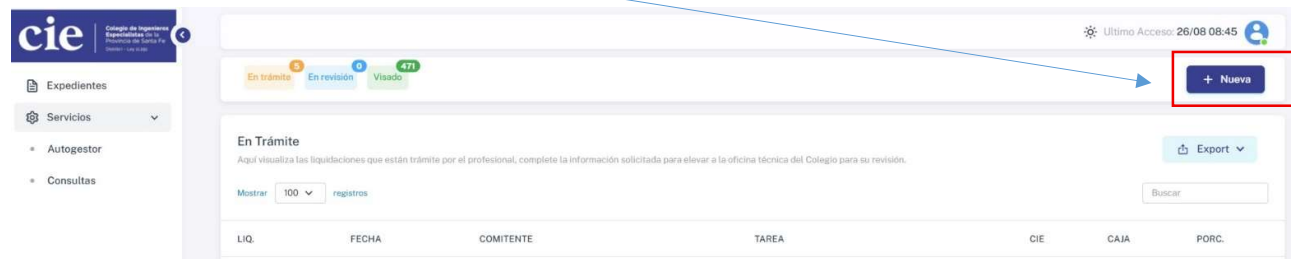 cie
Colegio de Ingenieros
Especialistas de la
Provincia de Santa Fe
Ultimo Acceso: 26/08 08:45
En trámite 5
En revisión 0
Visado 471
+ Nueva
Expedientes
Servicios
Autogestor
Consultas
En Trámite
Aquí visualiza las liquidaciones que están trámite por el profesional, complete la información solicitada para elevar a la oficina técnica del Colegio para su revisión.
Export
Mostrar 100 registros
Buscar
LIQ. FECHA COMITENTE TAREA CIE CAJA PORC.